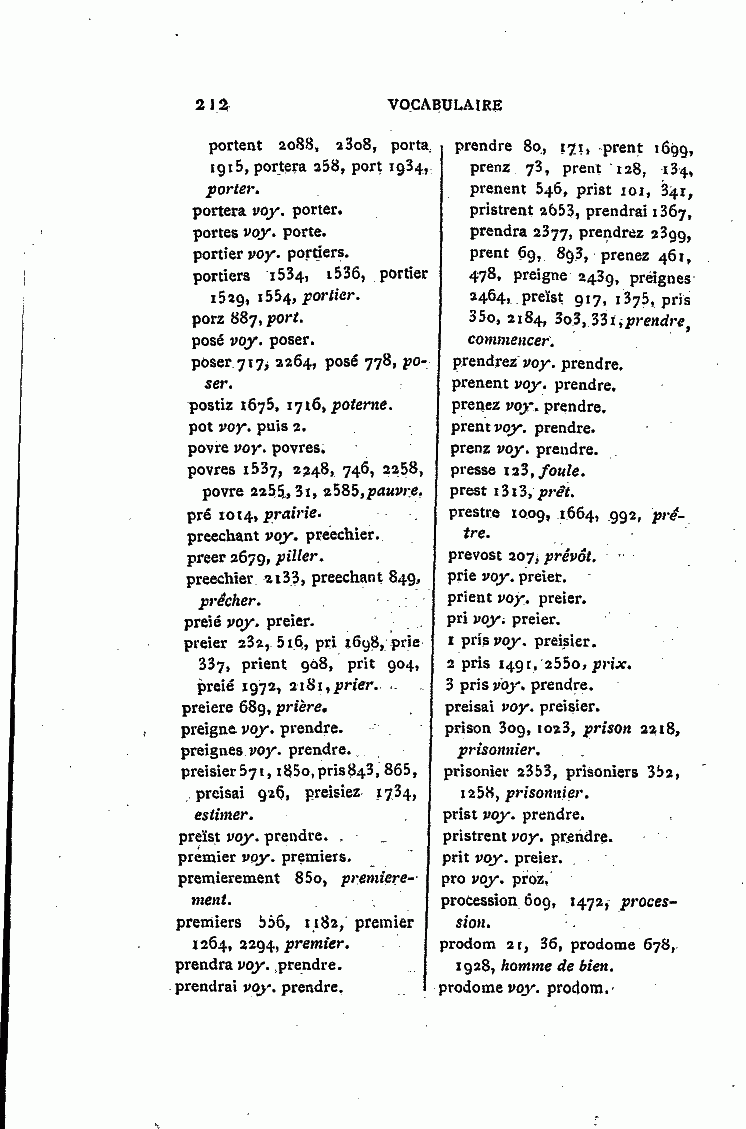 212
VOCABULAIRE
portent 2088, 2308, porta
1915, portera 258, port 1934,
porter.
portera voy. porter.
portes voy. porte.
portier voy. portiers.
portiers 1534, 1536, portier
1529, 1554, portier.
porz 887, port.
posé voy. poser.
poser 717, 2264, posé 778, po-
ser.
postiz 1675, 1716, poterne.
pot voy. puis 2.
povre voy. povres.
povres 1537, 2248, 746, 2258,
povre 2255, 31, 2585, pauvre.
pré 1014, prairie.
preechant voy. preechier.
preer 2679, piller.
preechier 2133, preechant 849,
prêcher.
preié voy. preier.
preier 232, 516, pri 1698, prie
337, prient 908, prit 904,
preié 1972, 2181, prier.
preiere 689, prière.
preigne voy. prendre.
preignes voy. prendre.
preisier 571, 1850, pris 843, 865,
preisai 926, preisiez 1734,
estimer.
preïst voy. prendre.
premier voy. premiers.
premierement 850, premiere-
ment.
premiers 556, 1182, premier
1264, 2294, premier.
prendra voy. prendre.
prendrai voy. prendre.
prendre 80, 171, prent 1699,
prenz 73, prent 128, 134,
prenent 546, prist 101, 341,
pristrent 2653, prendrai 1367,
prendra 2377, prendrez 2399,
prent 69, 893, prenez 461,
478, preigne 2439, preignes
2464, preïst 917, 1375, pris
350, 2184, 303, 331, prendre,
commencer.
prendrez voy. prendre.
prenent voy. prendre.
prenez voy. prendre.
prent voy. prendre.
prenz voy. prendre.
presse 123, foule.
prest 1313, prêt.
prestre 1009, 1664, 992, prê-
tre.
prevost 207, prévôt.
prie voy. preier.
prient voy. preier.
pri voy. preier.
1 pris voy. preisier.
2 pris 1491, 2550, prix.
3 pris voy. prendre.
preisai voy. preisier.
prison 309, 1023, prison 2218,
prisonnier.
prisonier 2353, prisoniers 352,
1258, prisonnier.
prist voy. prendre.
pristrent voy. prendre.
prit voy. preier.
pro voy. proz.
procession 609, 1472, proces-
sion.
prodom 21, 36, prodome 678,
1928, homme de bien.
prodome voy. prodom.